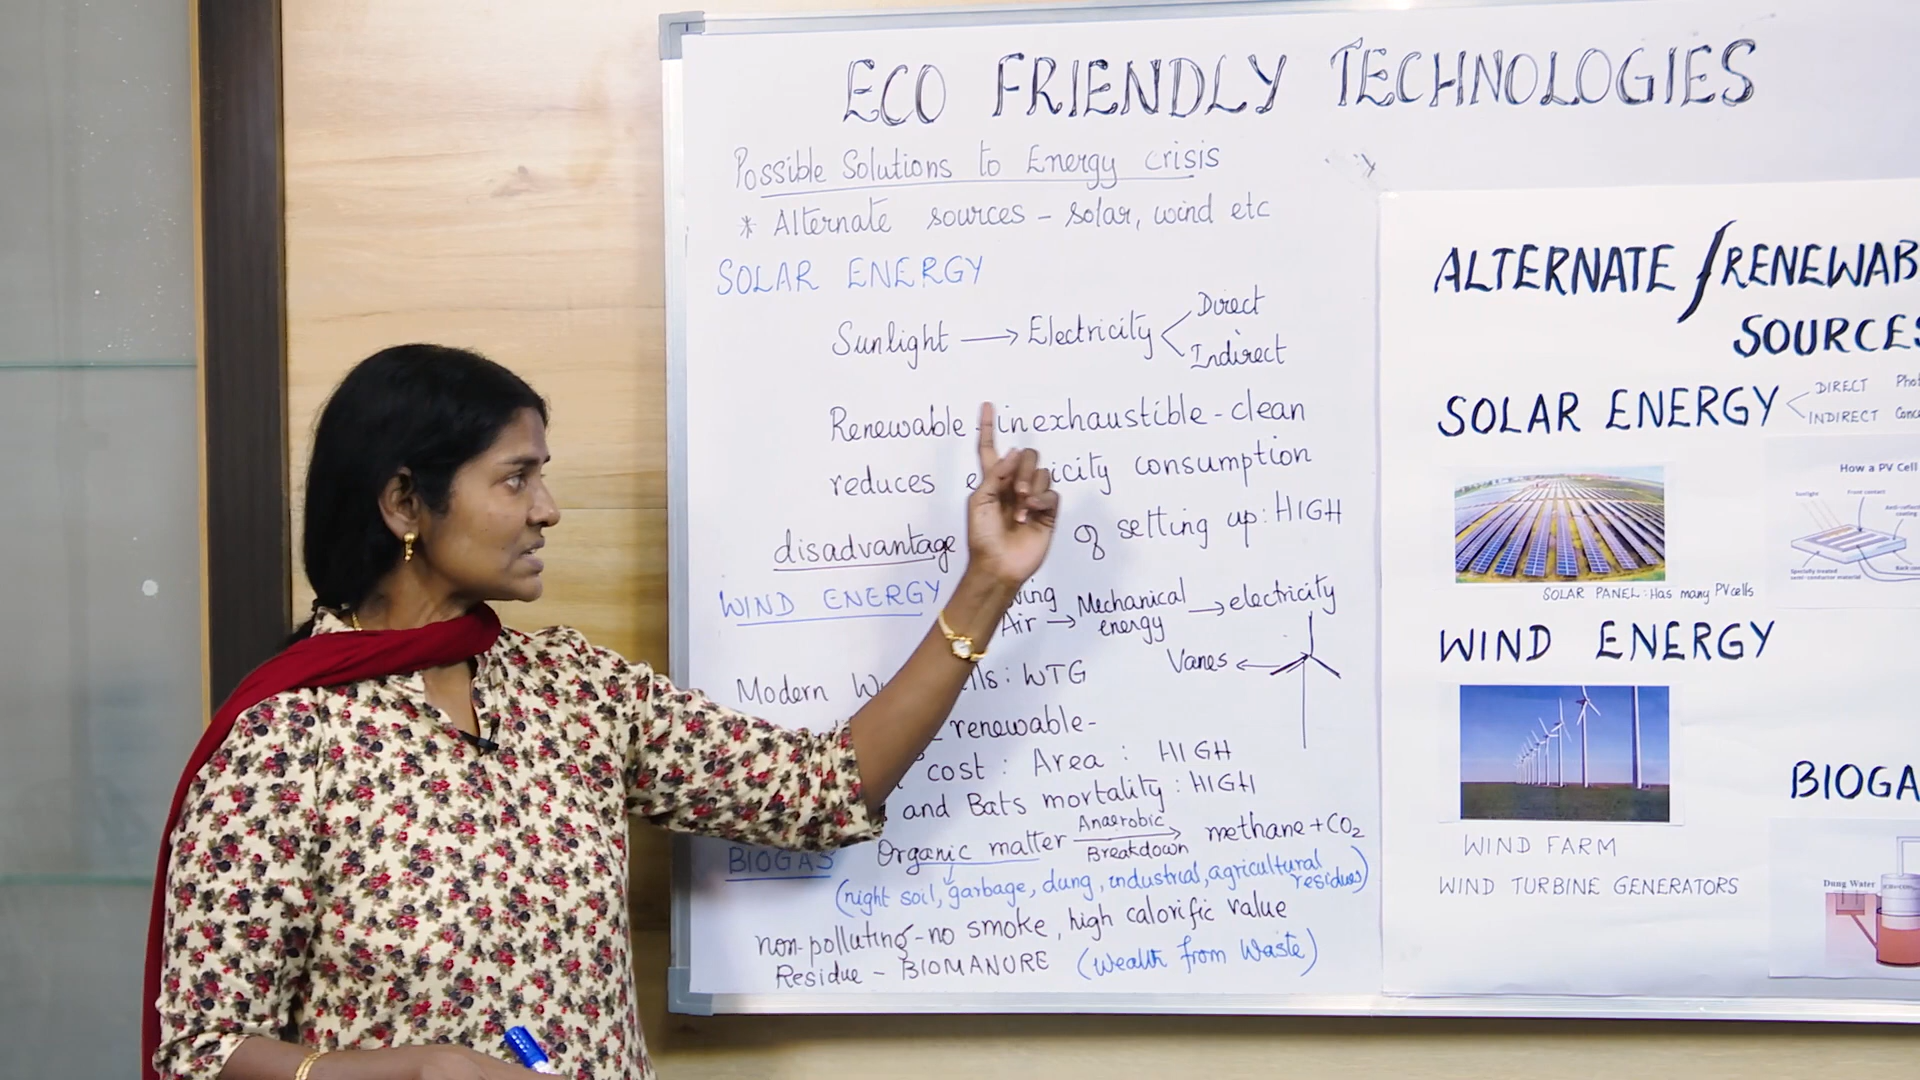 ECO FRIENDLY TECHNOLOGIES
Possible Solutions to Energy crisis
* Alternate sources - solar, wind etc
SOLAR ENERGY
Sunlight → Electricity < Direct
Indirect
Renewable - inexhaustible - clean
reduces consumption
disadvantage of setting up: HIGH
WIND ENERGY
Air → Mechanical energy → electricity
Vanes ←
Modern : WTG
renewable-
cost : Area : HIGH
and Bats mortality : HIGH
BIOGAS Organic matter Anaerobic Breakdown → methane + CO2
(night soil, garbage, dung, industrial, agricultural residues)
non-polluting - no smoke, high calorific value
Residue - BIOMANURE (Wealth from Waste)
ALTERNATE /
SOLAR ENERGY < DIRECT
INDIRECT
How a PV Cell
Sunlight
Front contact
SOLAR PANEL: Has many PV cells
WIND ENERGY
WIND FARM
WIND TURBINE GENERATORS
Dung Water